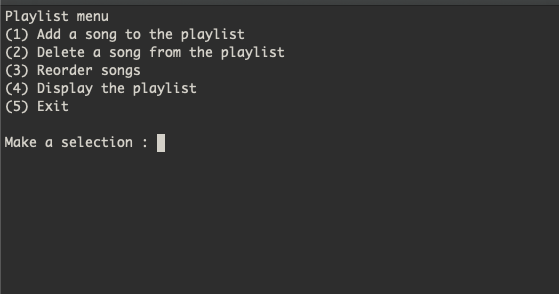 Playlist menu
(1) Add a song to the playlist
(2) Delete a song from the playlist
(3) Reorder songs
(4) Display the playlist
(5) Exit
Make a selection :